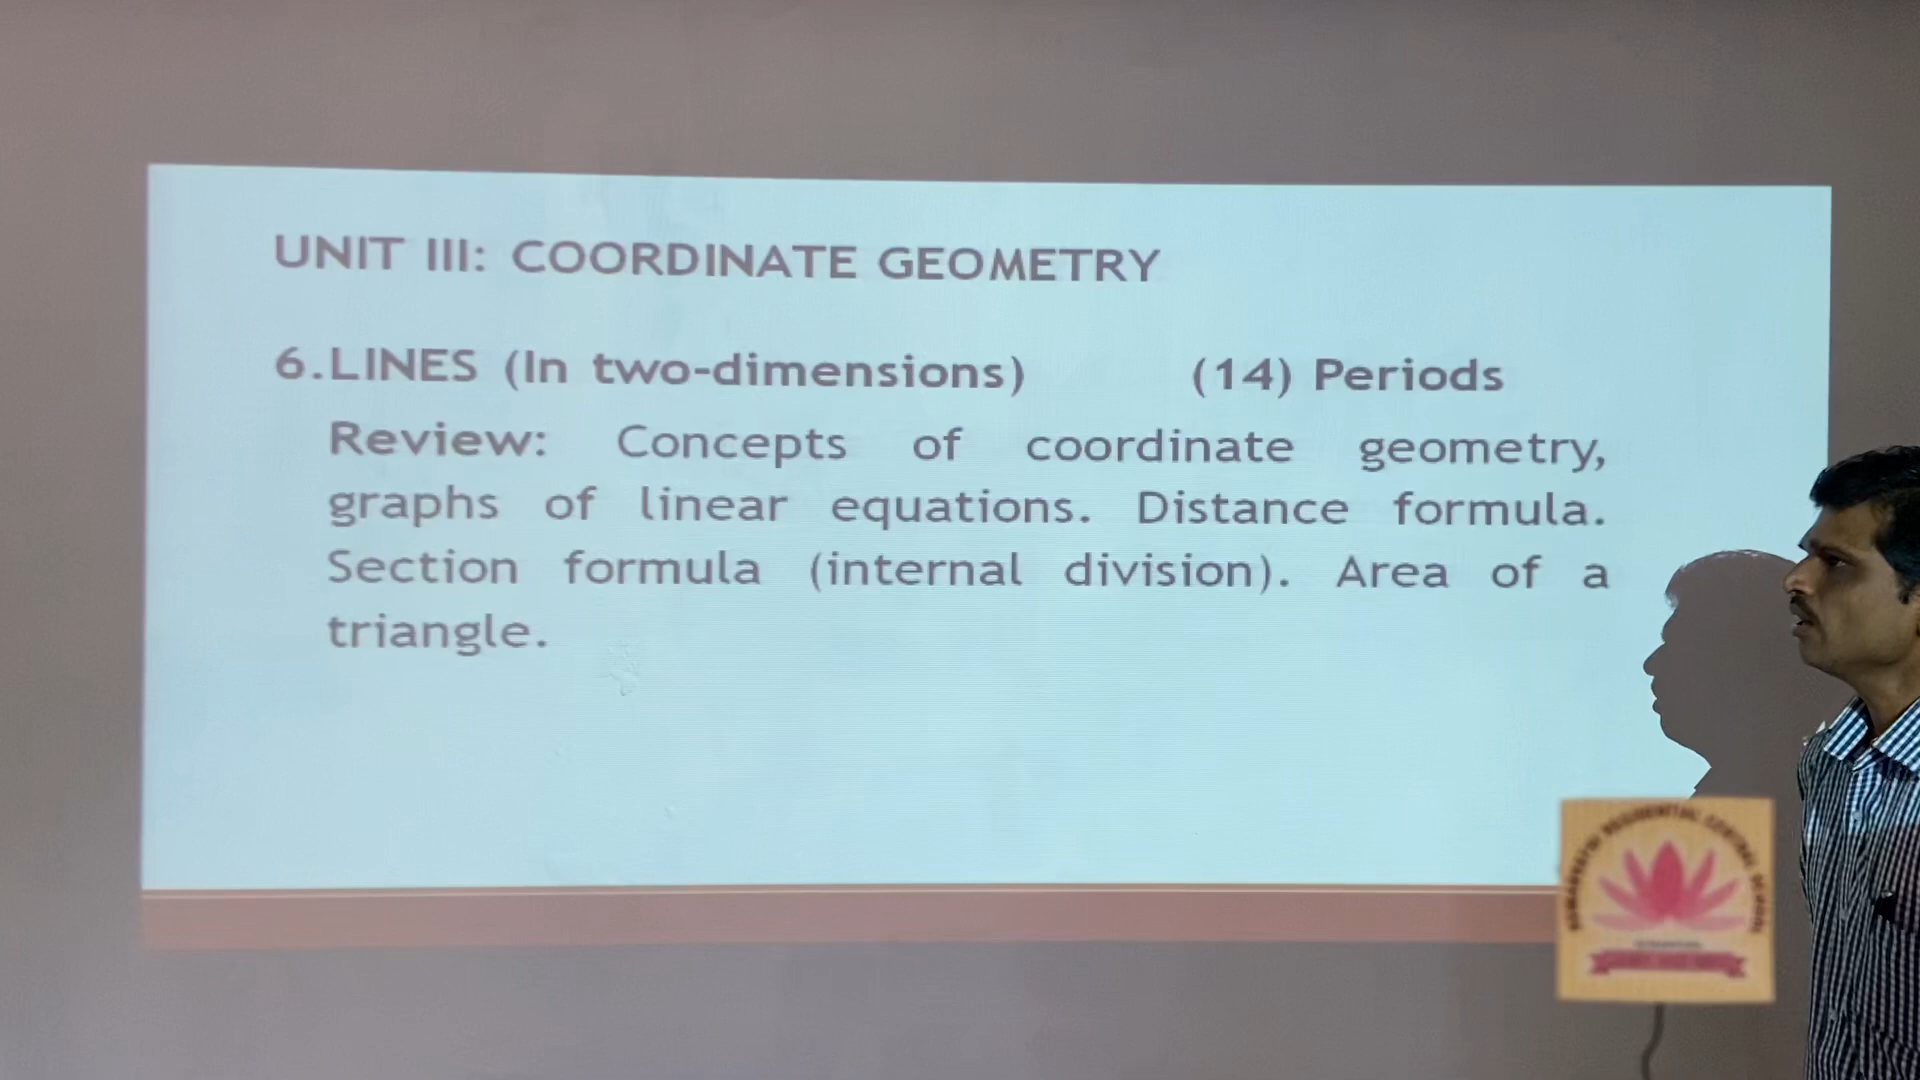 UNIT III: COORDINATE GEOMETRY
6.LINES (In two-dimensions) (14) Periods
Review: Concepts of coordinate geometry,
graphs of linear equations. Distance formula.
Section formula (internal division). Area of a
triangle.